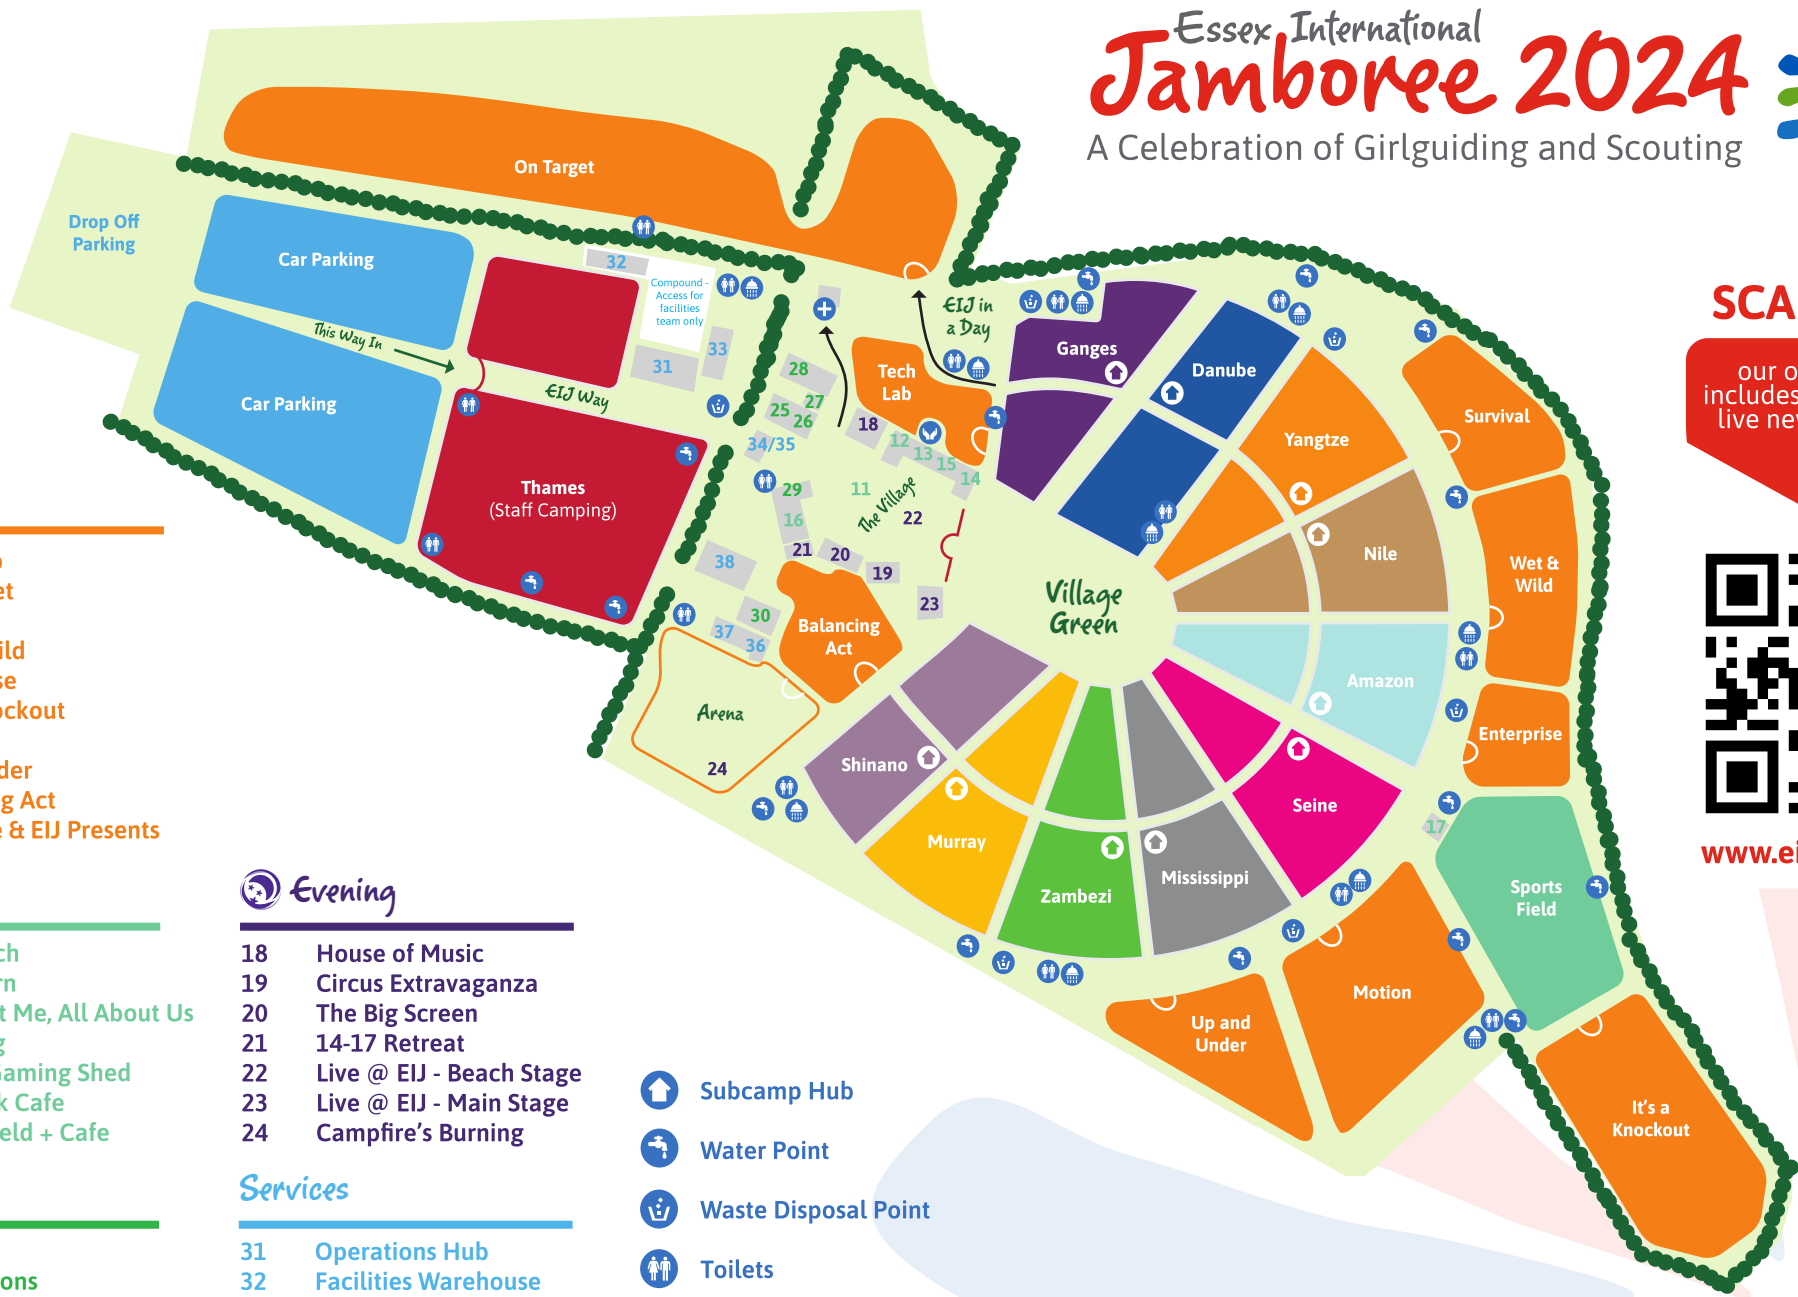 Essex International
Jamboree 2024
A Celebration of Girlguiding and Scouting
On Target
Drop Off
Parking
Car Parking
Car Parking
This Way In
EIJ Way
32
Compound -
Access for
facilities
team only
33
31
28
27
25
26
34/35
18
12
13
15
14
11
29
16
The Village
22
21
20
19
23
38
30
37
36
Thames
(Staff Camping)
Tech
Lab
EIJ in
a Day
Ganges
Danube
Yangtze
Nile
Amazon
Seine
Mississippi
Zambezi
Murray
Shinano
Village
Green
Balancing
Act
Arena
24
Survival
Wet &
Wild
Enterprise
17
Sports
Field
Motion
Up and
Under
It's a
Knockout
SCA
our o
includes
live nev
www.ei
et
ild
se
ockout
der
g Act
e & EIJ Presents
ch
rn
t Me, All About Us
g
Gaming Shed
k Cafe
eld + Cafe
ons
Evening
18 House of Music
19 Circus Extravaganza
20 The Big Screen
21 14-17 Retreat
22 Live @ EIJ - Beach Stage
23 Live @ EIJ - Main Stage
24 Campfire's Burning
Services
31 Operations Hub
32 Facilities Warehouse
Subcamp Hub
Water Point
Waste Disposal Point
Toilets